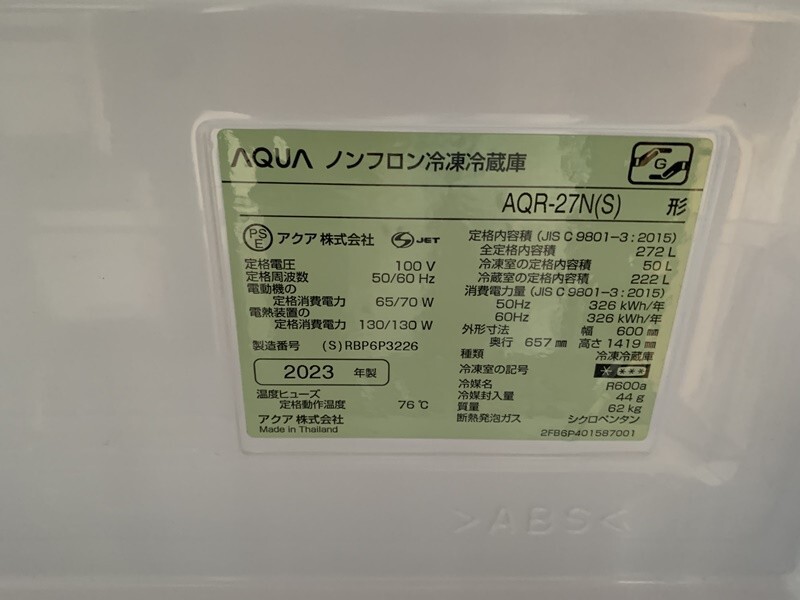 AQUA ノンフロン冷凍冷蔵庫
G
AQR-27N(S) 形
PSE アクア株式会社 S JET
定格電圧 100 V
定格周波数 50/60 Hz
電動機の
定格消費電力 65/70 W
電熱装置の
定格消費電力 130/130 W
製造番号 (S)RBP6P3226
2023 年製
温度ヒューズ
定格動作温度 76 ℃
アクア株式会社
Made in Thailand
定格内容積 (JIS C 9801-3 : 2015)
全定格内容積 272 L
冷凍室の定格内容積 50 L
冷蔵室の定格内容積 222 L
消費電力量 (JIS C 9801-3 : 2015)
50Hz 326 kWh/年
60Hz 326 kWh/年
外形寸法 幅 600 ㎜
奥行 657 ㎜ 高さ 1419 ㎜
種類 冷凍冷蔵庫
冷凍室の記号 * ***
冷媒名 R600a
冷媒封入量 44 g
質量 62 kg
断熱発泡ガス シクロペンタン
2FB6P401587001
>ABS<